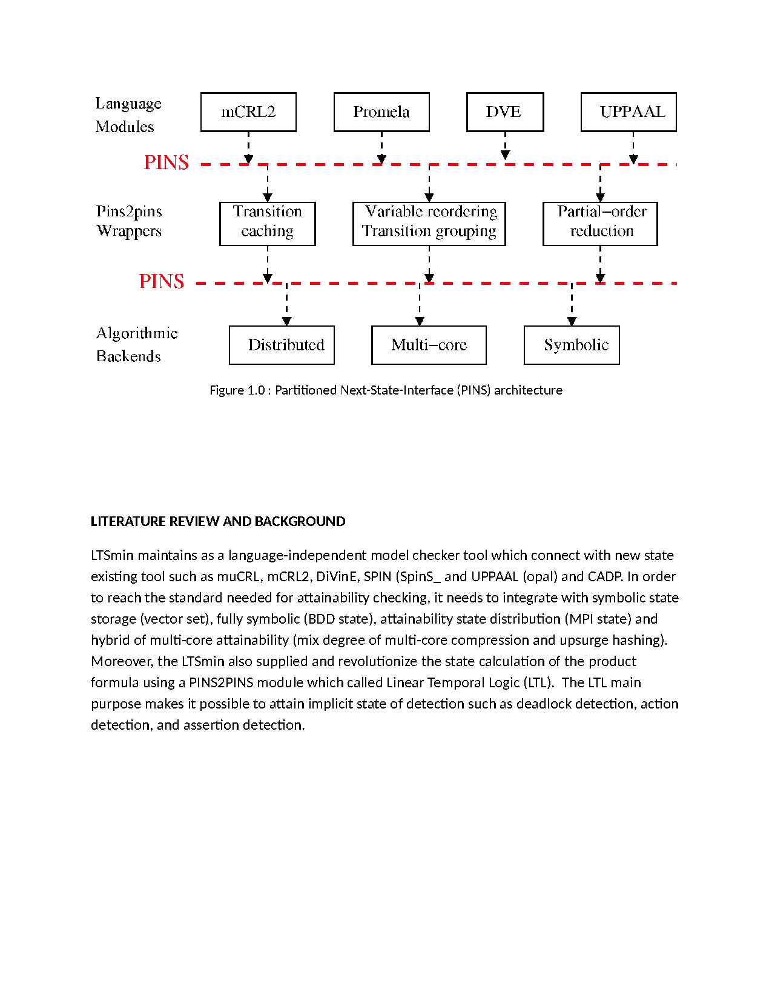 Language
Modules
mCRL2
Promela
DVE
UPPAAL
PINS
Pins2pins
Wrappers
Transition
caching
Variable reordering
Transition grouping
Partial−order
reduction
PINS
Algorithmic
Backends
Distributed
Multi−core
Symbolic
Figure 1.0 : Partitioned Next-State-Interface (PINS) architecture
LITERATURE REVIEW AND BACKGROUND
LTSmin maintains as a language-independent model checker tool which connect with new state
existing tool such as muCRL, mCRL2, DiVinE, SPIN (SpinS_ and UPPAAL (opal) and CADP. In order
to reach the standard needed for attainability checking, it needs to integrate with symbolic state
storage (vector set), fully symbolic (BDD state), attainability state distribution (MPI state) and
hybrid of multi-core attainability (mix degree of multi-core compression and upsurge hashing).
Moreover, the LTSmin also supplied and revolutionize the state calculation of the product
formula using a PINS2PINS module which called Linear Temporal Logic (LTL).  The LTL main
purpose makes it possible to attain implicit state of detection such as deadlock detection, action
detection, and assertion detection.